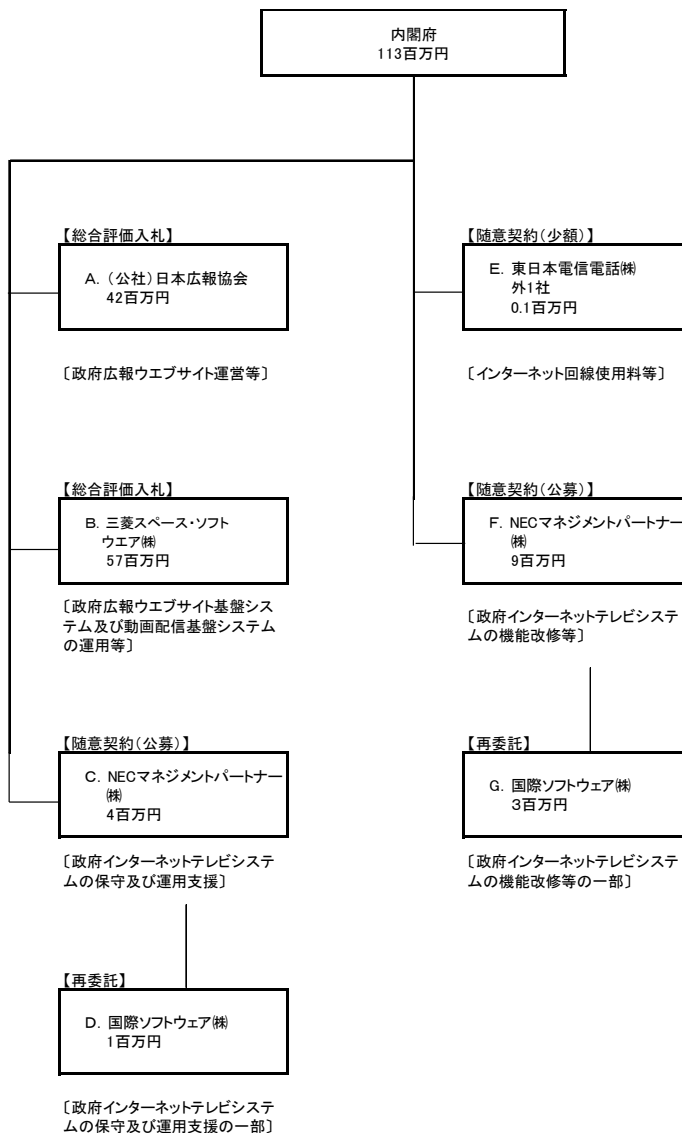 内閣府
113百万円
【総合評価入札】
A. (公社)日本広報協会
42百万円
〔政府広報ウエブサイト運営等〕
【総合評価入札】
B. 三菱スペース・ソフト
ウエア㈱
57百万円
〔政府広報ウエブサイト基盤シス
テム及び動画配信基盤システム
の運用等〕
【随意契約(公募)】
C. NECマネジメントパートナー
㈱
4百万円
〔政府インターネットテレビシステ
ムの保守及び運用支援〕
【再委託】
D. 国際ソフトウェア㈱
1百万円
〔政府インターネットテレビシステ
ムの保守及び運用支援の一部〕
【随意契約(少額)】
E. 東日本電信電話㈱
外1社
0.1百万円
〔インターネット回線使用料等〕
【随意契約(公募)】
F. NECマネジメントパートナー
㈱
9百万円
〔政府インターネットテレビシステ
ムの機能改修等〕
【再委託】
G. 国際ソフトウェア㈱
3百万円
〔政府インターネットテレビシステ
ムの機能改修等の一部〕